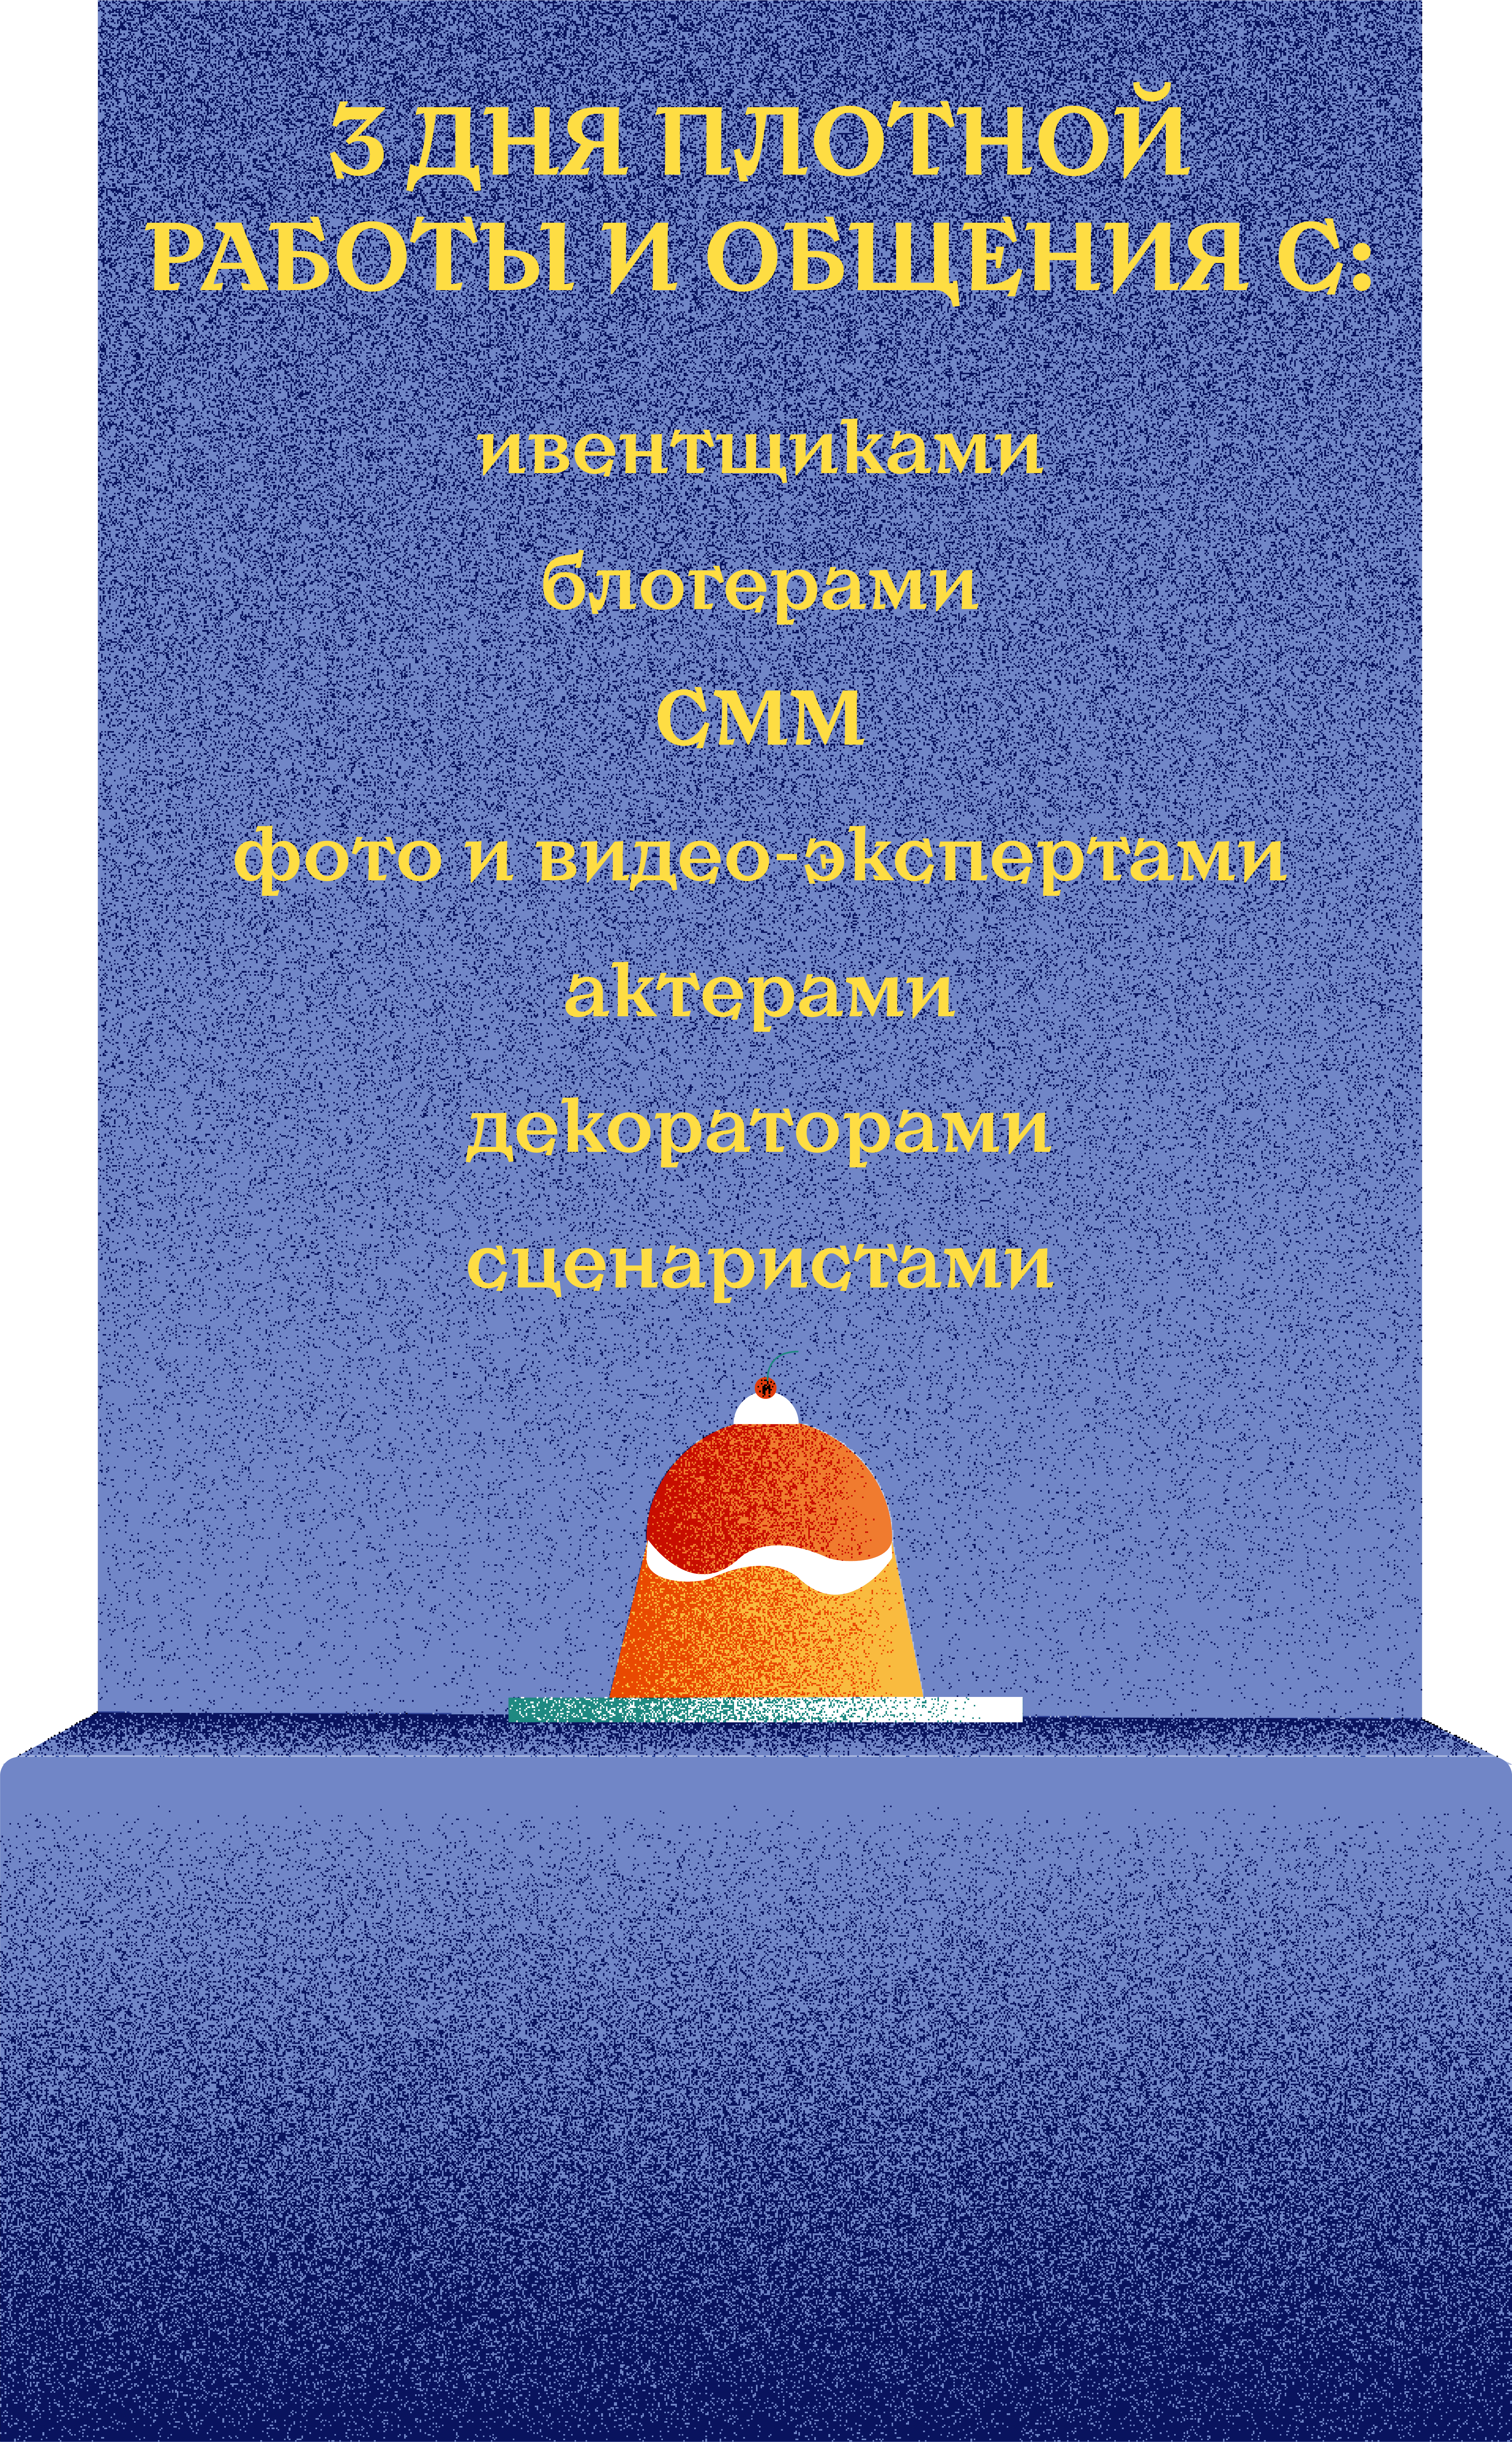 3 ДНЯ ПЛОТНОЙ
РАБОТЫ И ОБЩЕНИЯ С:
ивентщиками
блогерами
СММ
фото и видео-экспертами
актерами
декораторами
сценаристами